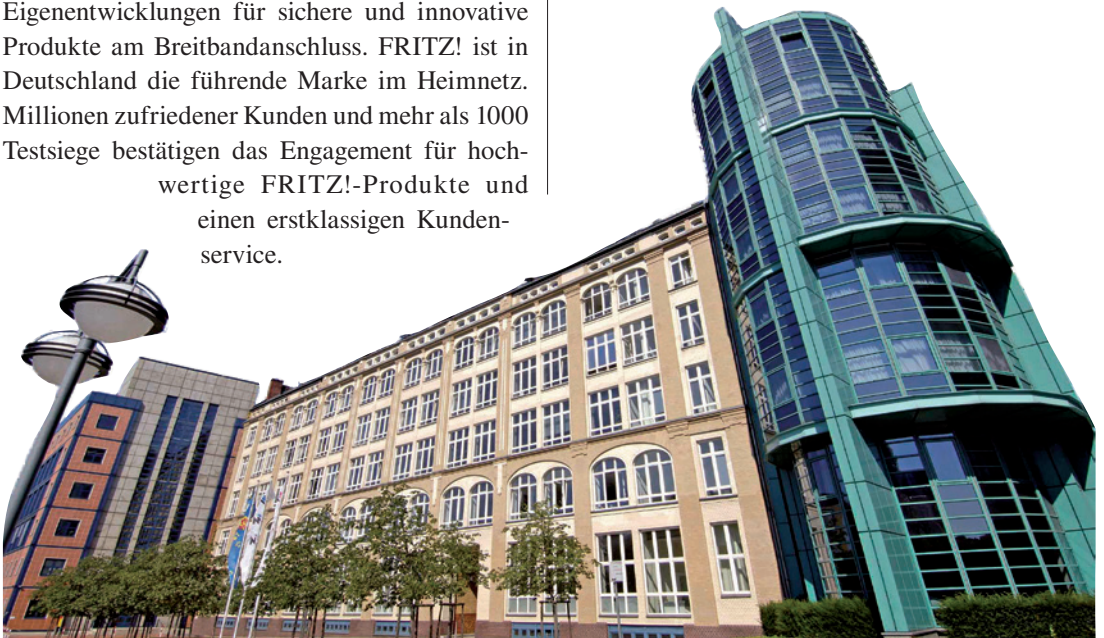 Eigenentwicklungen für sichere und innovative
Produkte am Breitbandanschluss. FRITZ! ist in
Deutschland die führende Marke im Heimnetz.
Millionen zufriedener Kunden und mehr als 1000
Testsiege bestätigen das Engagement für hoch-
wertige FRITZ!-Produkte und
einen erstklassigen Kunden-
service.